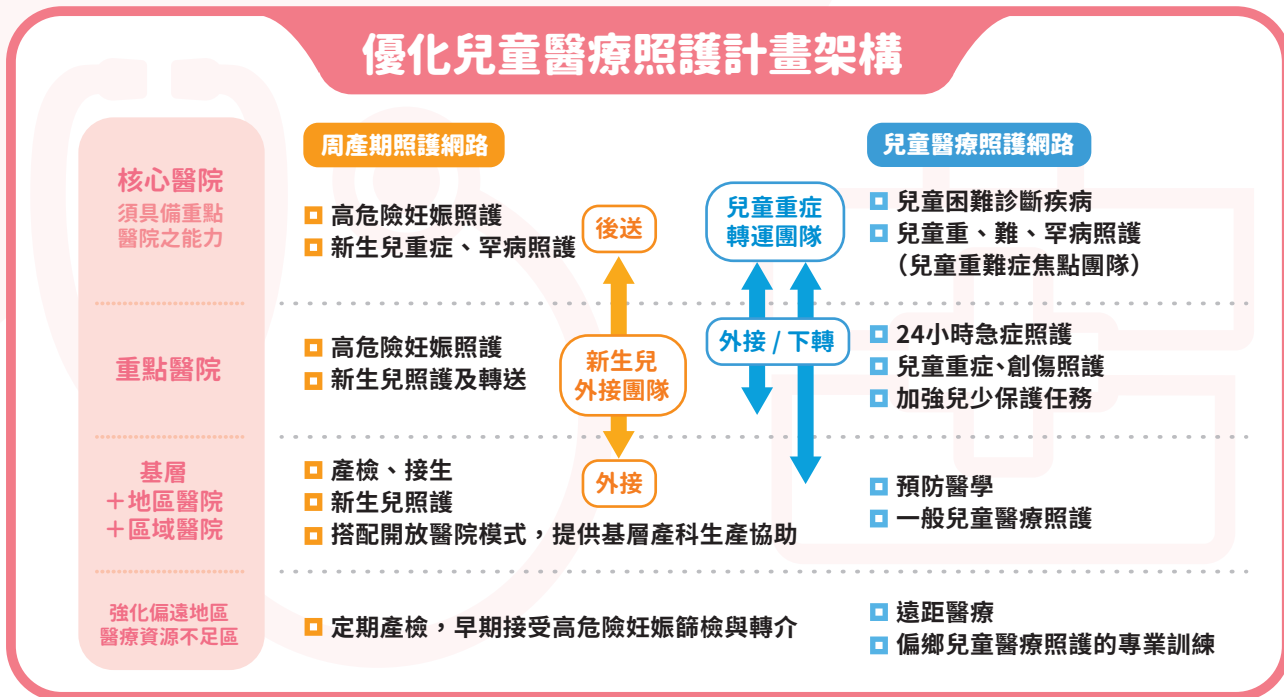 優化兒童醫療照護計畫架構
周產期照護網路
兒童醫療照護網路
核心醫院
須具備重點
醫院之能力
高危險妊娠照護
新生兒重症、罕病照護
後送
兒童重症
轉運團隊
兒童困難診斷疾病
兒童重、難、罕病照護
（兒童重難症焦點團隊）
重點醫院
高危險妊娠照護
新生兒照護及轉送
新生兒
外接團隊
外接 / 下轉
24小時急症照護
兒童重症、創傷照護
加強兒少保護任務
基層
＋地區醫院
＋區域醫院
產檢、接生
新生兒照護
搭配開放醫院模式，提供基層產科生產協助
外接
預防醫學
一般兒童醫療照護
強化偏遠地區
醫療資源不足區
定期產檢，早期接受高危險妊娠篩檢與轉介
遠距醫療
偏鄉兒童醫療照護的專業訓練